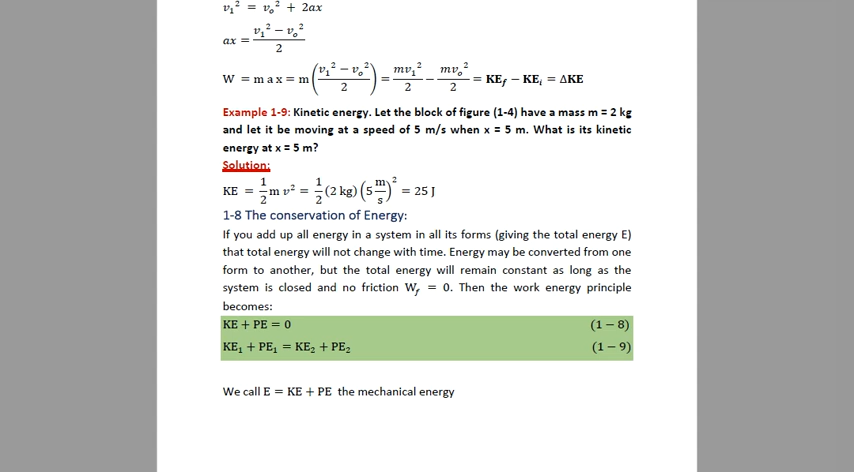 v₁² = vₒ² + 2ax
ax = (v₁² − vₒ²)/2
W = m a x = m((v₁² − vₒ²)/2) = mv₁²/2 − mvₒ²/2 = KE_f − KE_i = ΔKE
Example 1-9: Kinetic energy. Let the block of figure (1-4) have a mass m = 2 kg
and let it be moving at a speed of 5 m/s when x = 5 m. What is its kinetic
energy at x = 5 m?
Solution:
KE = 1/2 m v² = 1/2 (2 kg) (5 m/s)² = 25 J
1-8 The conservation of Energy:
If you add up all energy in a system in all its forms (giving the total energy E)
that total energy will not change with time. Energy may be converted from one
form to another, but the total energy will remain constant as long as the
system is closed and no friction W_f = 0. Then the work energy principle
becomes:
KE + PE = 0 (1 − 8)
KE₁ + PE₁ = KE₂ + PE₂ (1 − 9)
We call E = KE + PE the mechanical energy